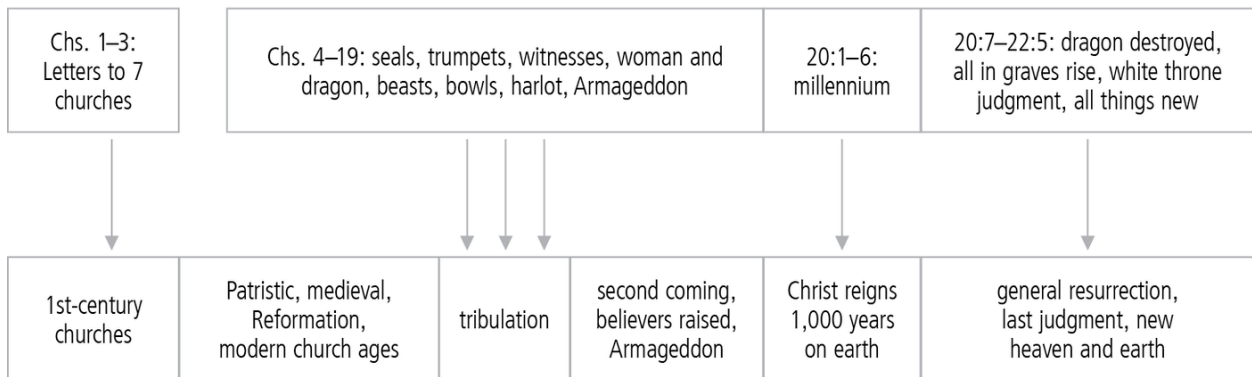 Chs. 1–3:
Letters to 7
churches
Chs. 4–19: seals, trumpets, witnesses, woman and
dragon, beasts, bowls, harlot, Armageddon
20:1–6:
millennium
20:7–22:5: dragon destroyed,
all in graves rise, white throne
judgment, all things new
1st-century
churches
Patristic, medieval,
Reformation,
modern church ages
tribulation
second coming,
believers raised,
Armageddon
Christ reigns
1,000 years
on earth
general resurrection,
last judgment, new
heaven and earth